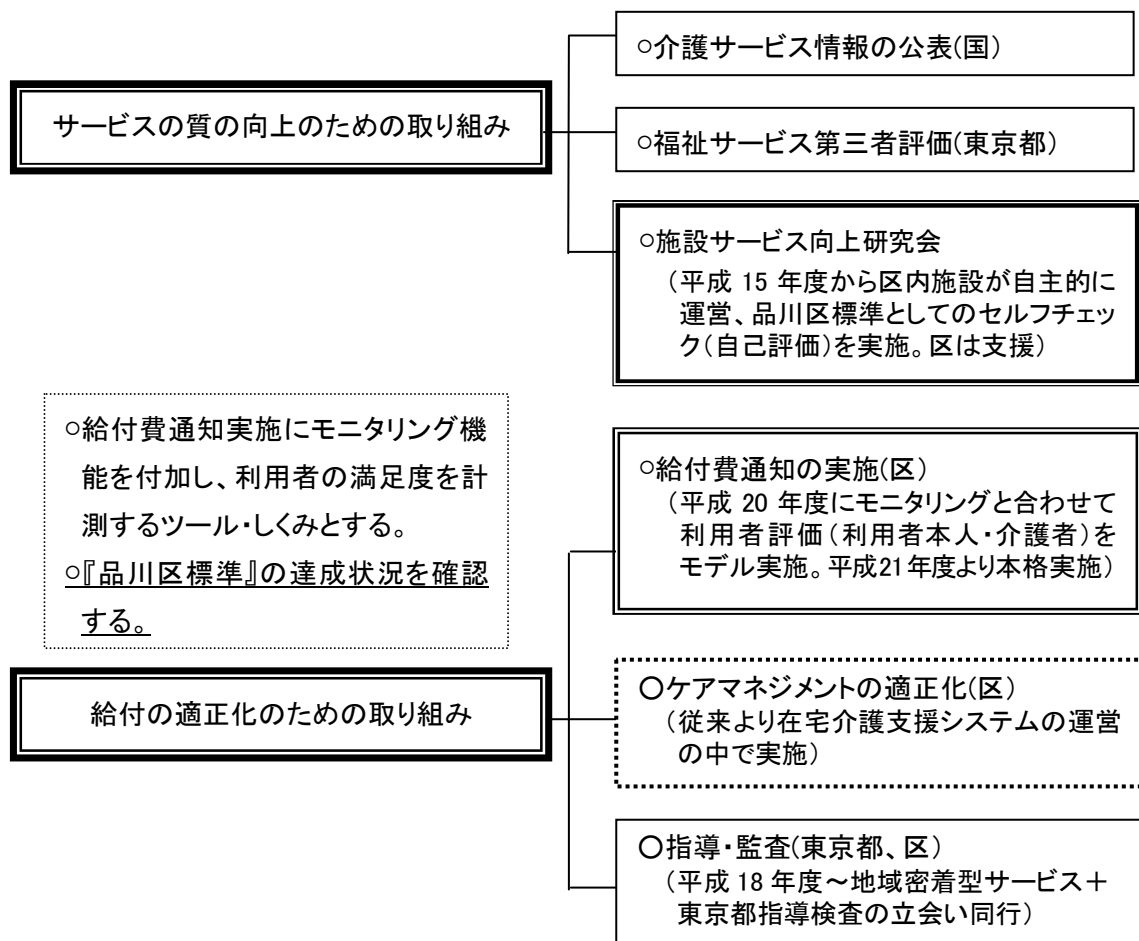 サービスの質の向上のための取り組み
○介護サービス情報の公表(国)
○福祉サービス第三者評価(東京都)
○施設サービス向上研究会
(平成 15 年度から区内施設が自主的に
運営、品川区標準としてのセルフチェッ
ク(自己評価)を実施。区は支援)
○給付費通知実施にモニタリング機
能を付加し、利用者の満足度を計
測するツール・しくみとする。
○『品川区標準』の達成状況を確認
する。
給付の適正化のための取り組み
○給付費通知の実施(区)
(平成 20 年度にモニタリングと合わせて
利用者評価(利用者本人・介護者)を
モデル実施。平成21年度より本格実施)
○ケアマネジメントの適正化(区)
(従来より在宅介護支援システムの運営
の中で実施)
○指導・監査(東京都、区)
(平成 18 年度~地域密着型サービス+
東京都指導検査の立会い同行)